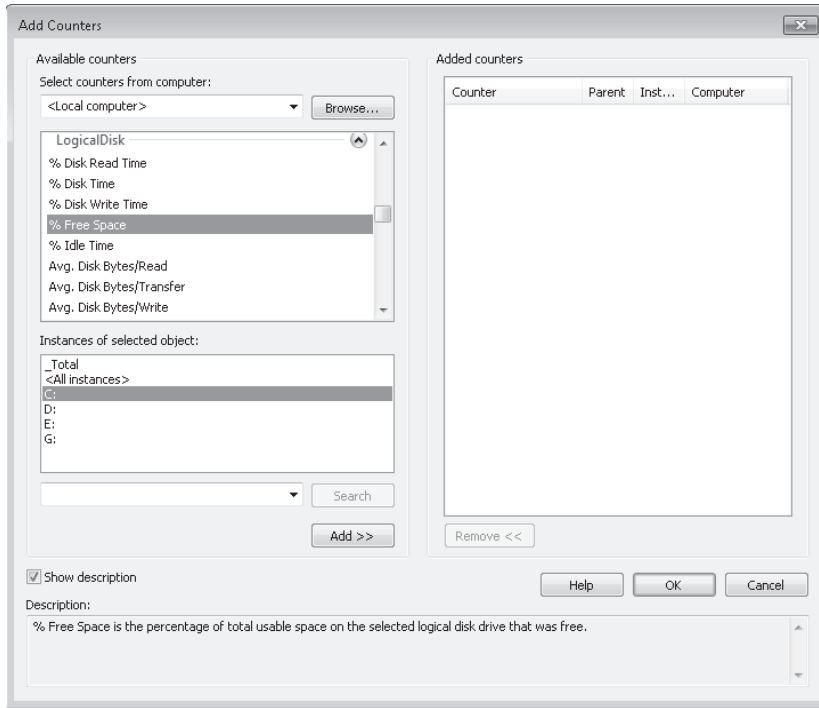 Add Counters
Available counters
Select counters from computer:
<Local computer>
Browse...
LogicalDisk
% Disk Read Time
% Disk Time
% Disk Write Time
% Free Space
% Idle Time
Avg. Disk Bytes/Read
Avg. Disk Bytes/Transfer
Avg. Disk Bytes/Write
Instances of selected object:
_Total
<All instances>
C:
D:
E:
G:
Search
Add >>
Added counters
Counter Parent Inst... Computer
Remove <<
Show description
Help OK Cancel
Description:
% Free Space is the percentage of total usable space on the selected logical disk drive that was free.